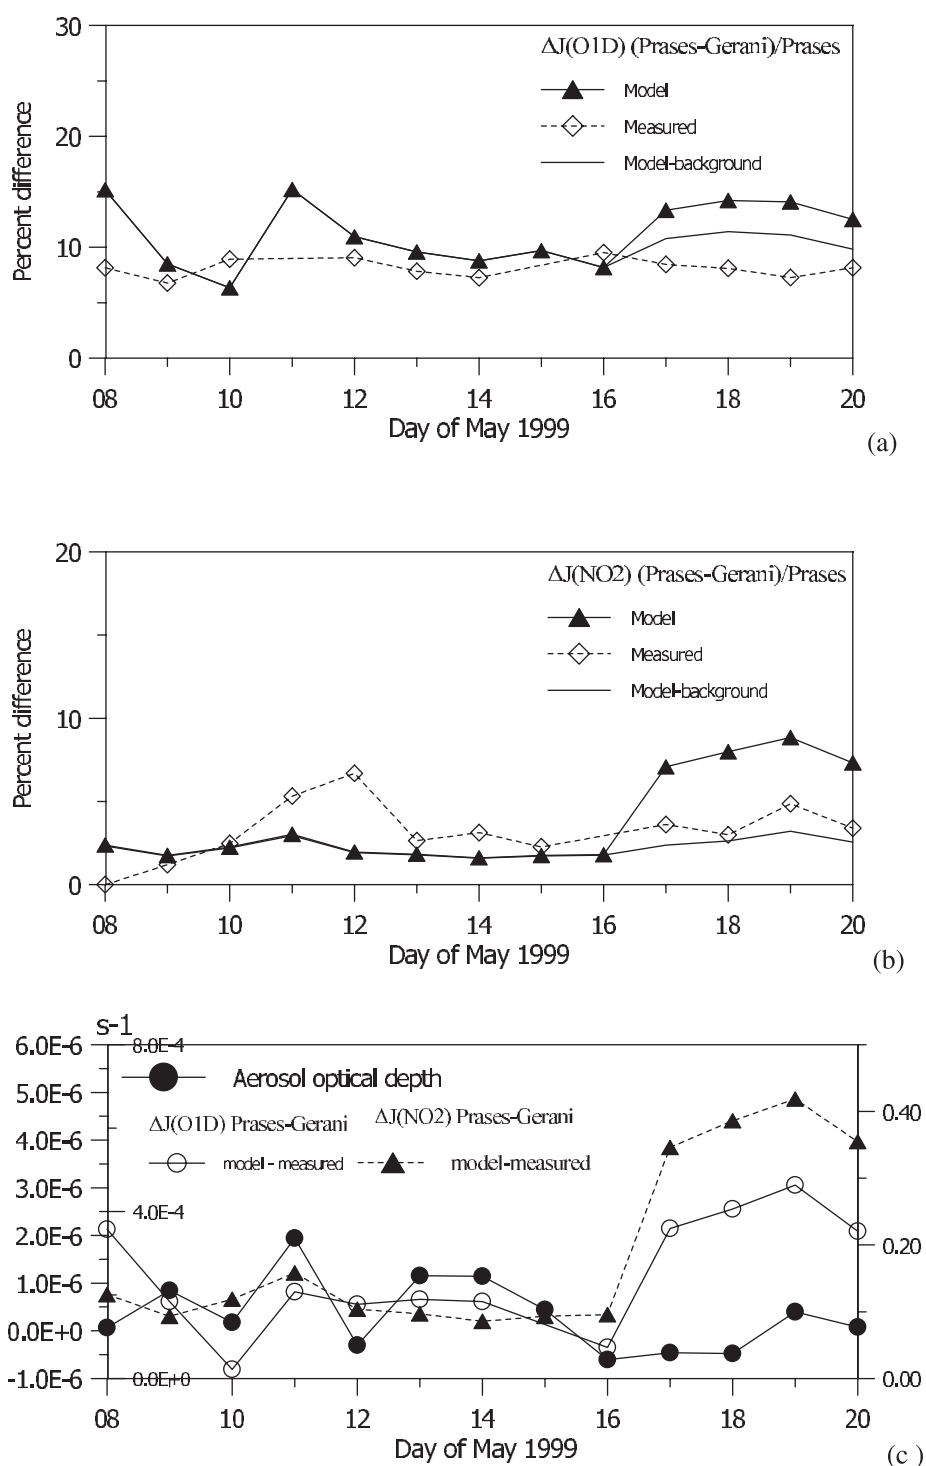 30
20
10
0
Percent difference
ΔJ(O1D) (Prases-Gerani)/Prases
Model
Measured
Model-background
08 10 12 14 16 18 20
Day of May 1999
(a)
20
10
0
Percent difference
ΔJ(NO2) (Prases-Gerani)/Prases
Model
Measured
Model-background
08 10 12 14 16 18 20
Day of May 1999
(b)
s-1
6.0E-6
5.0E-6
4.0E-6
3.0E-6
2.0E-6
1.0E-6
0.0E+0
-1.0E-6
8.0E-4
4.0E-4
0.0E+0
Aerosol optical depth
ΔJ(O1D) Prases-Gerani
ΔJ(NO2) Prases-Gerani
model - measured
model-measured
0.40
0.20
0.00
08 10 12 14 16 18 20
Day of May 1999
(c )